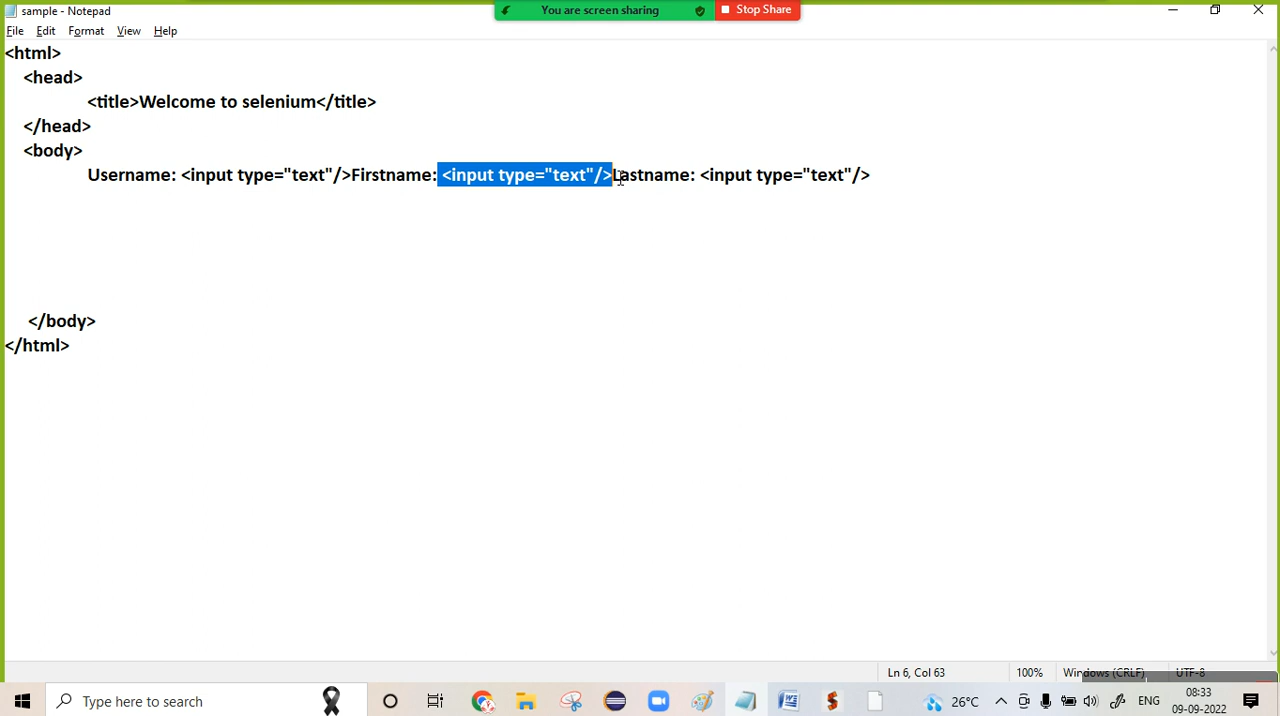 sample - Notepad
You are screen sharing
Stop Share
File Edit Format View Help
<html>
<head>
<title>Welcome to selenium</title>
</head>
<body>
Username: <input type="text"/>Firstname: <input type="text"/>Lastname: <input type="text"/>
</body>
</html>
Ln 6, Col 63
100%
Windows (CRLF)
UTF-8
Type here to search
26°C
ENG
08:33
09-09-2022